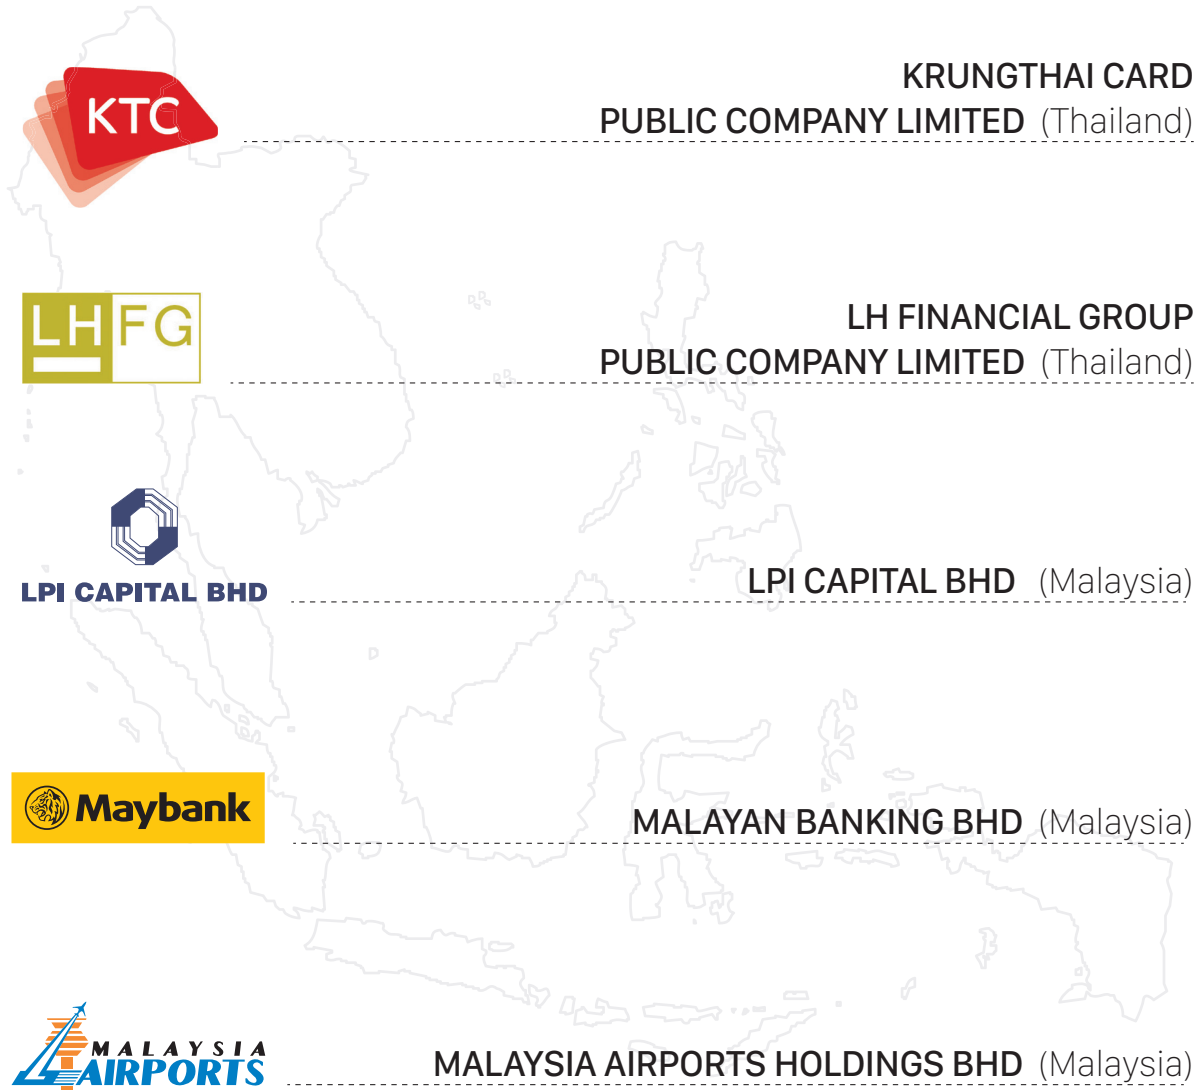 KTC
KRUNGTHAI CARD
PUBLIC COMPANY LIMITED (Thailand)
LHFG
LH FINANCIAL GROUP
PUBLIC COMPANY LIMITED (Thailand)
LPI CAPITAL BHD
LPI CAPITAL BHD (Malaysia)
Maybank
MALAYAN BANKING BHD (Malaysia)
MALAYSIA
AIRPORTS
MALAYSIA AIRPORTS HOLDINGS BHD (Malaysia)